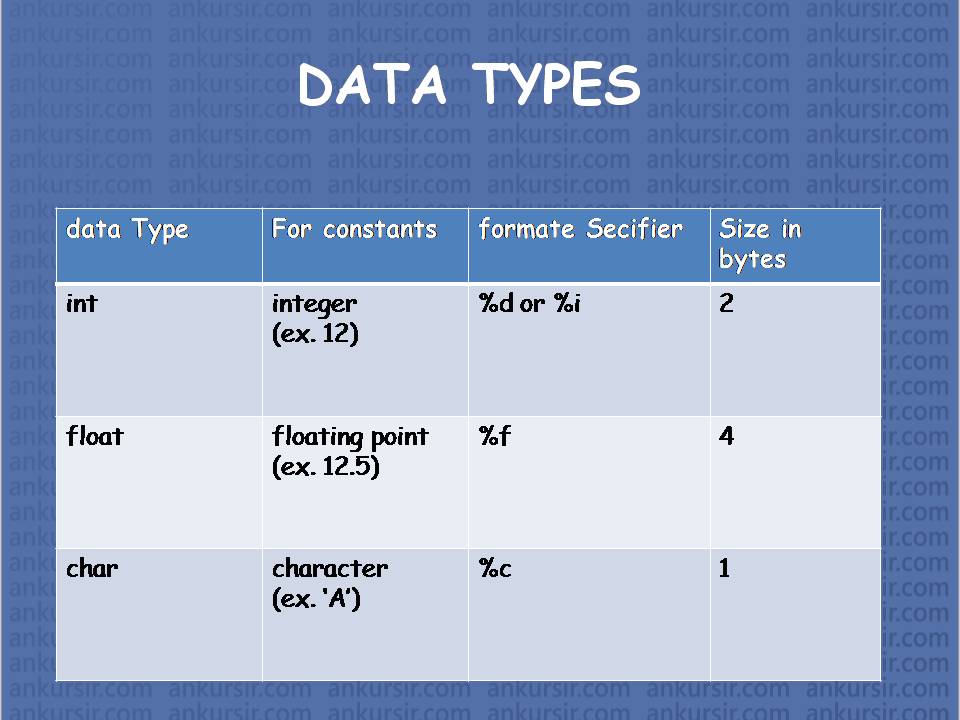 DATA TYPES
data Type For constants formate Secifier Size in
bytes
int integer %d or %i 2
(ex. 12)
float floating point %f 4
(ex. 12.5)
char character %c 1
(ex. 'A')
ankursir.com